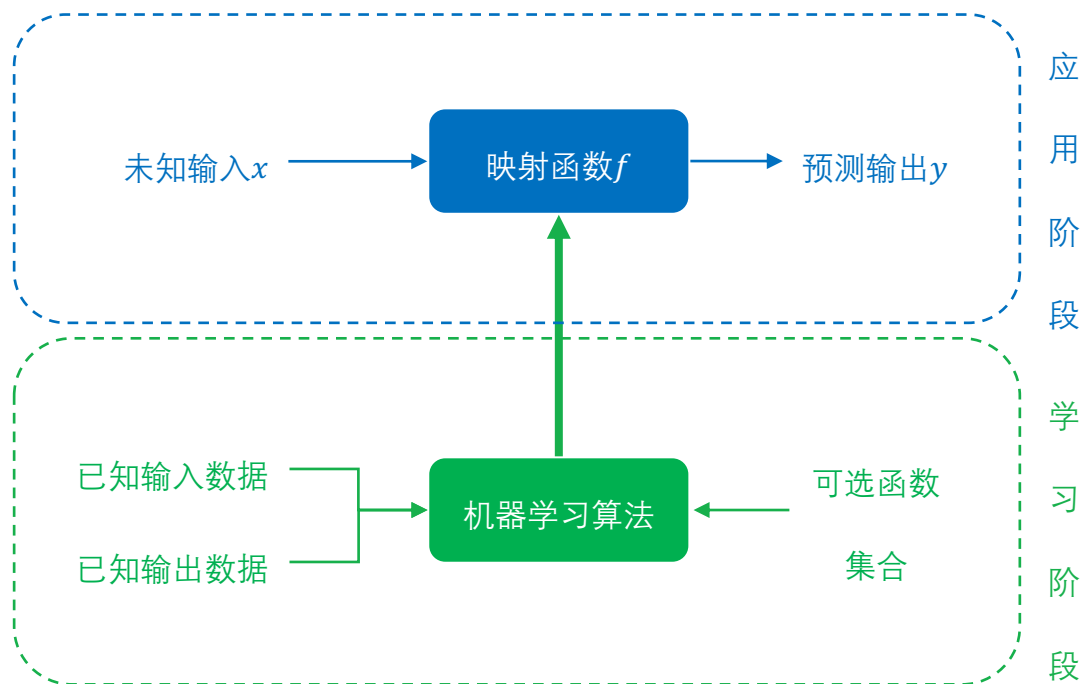 未知输入x
映射函数f
预测输出y
应
用
阶
段
已知输入数据
已知输出数据
机器学习算法
可选函数
集合
学
习
阶
段